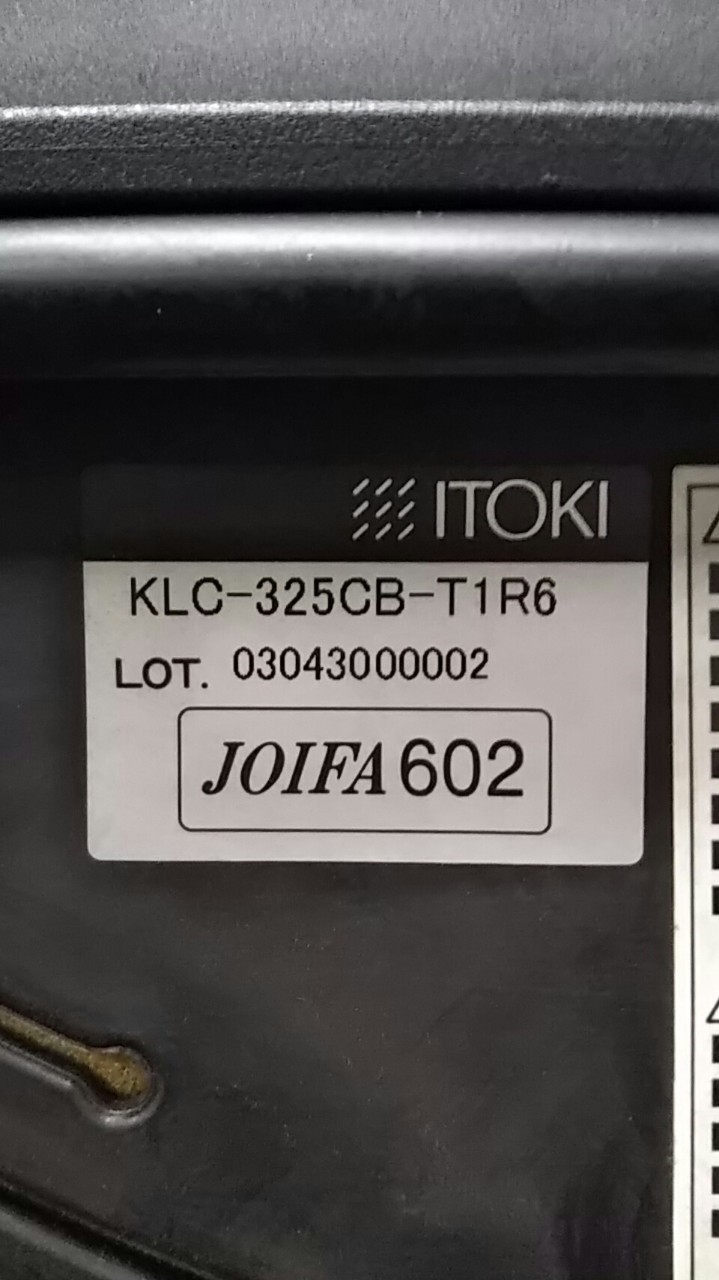 ITOKI
KLC-325CB-T1R6
LOT. 03043000002
JOIFA 602